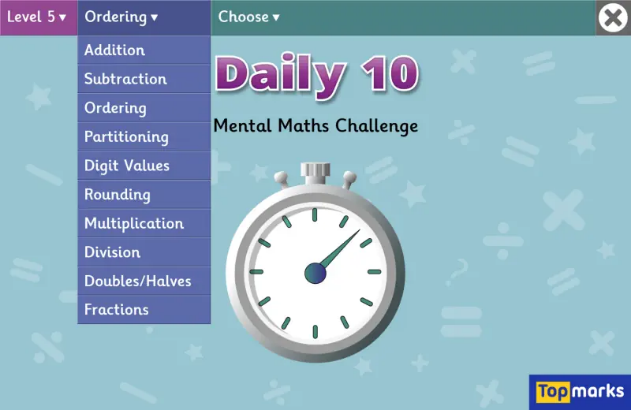 Level 5 ▾ Ordering ▾ Choose ▾
Addition
Subtraction
Ordering
Partitioning
Digit Values
Rounding
Multiplication
Division
Doubles/Halves
Fractions
Daily 10
Mental Maths Challenge
Topmarks